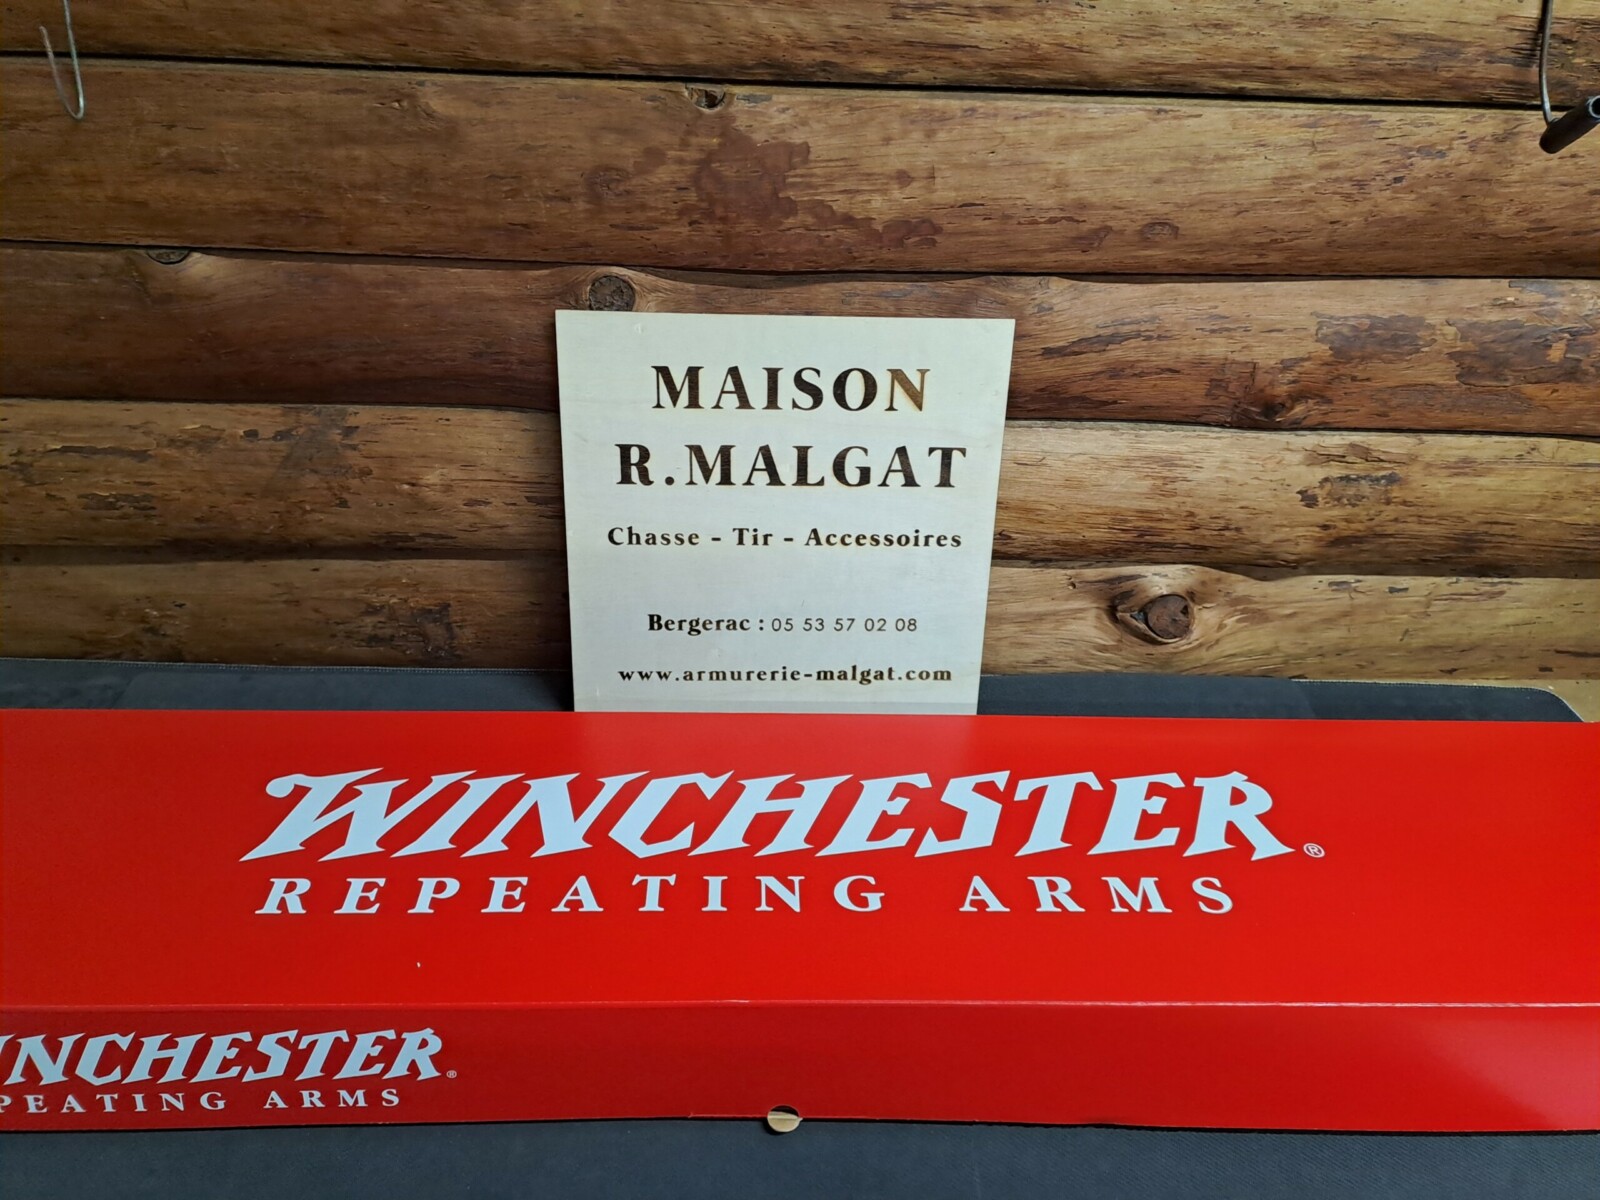 MAISON
R.MALGAT
Chasse - Tir - Accessoires
Bergerac : 05 53 57 02 08
www.armurerie-malgat.com
WINCHESTER®
REPEATING ARMS
INCHESTER®
PEATING ARMS